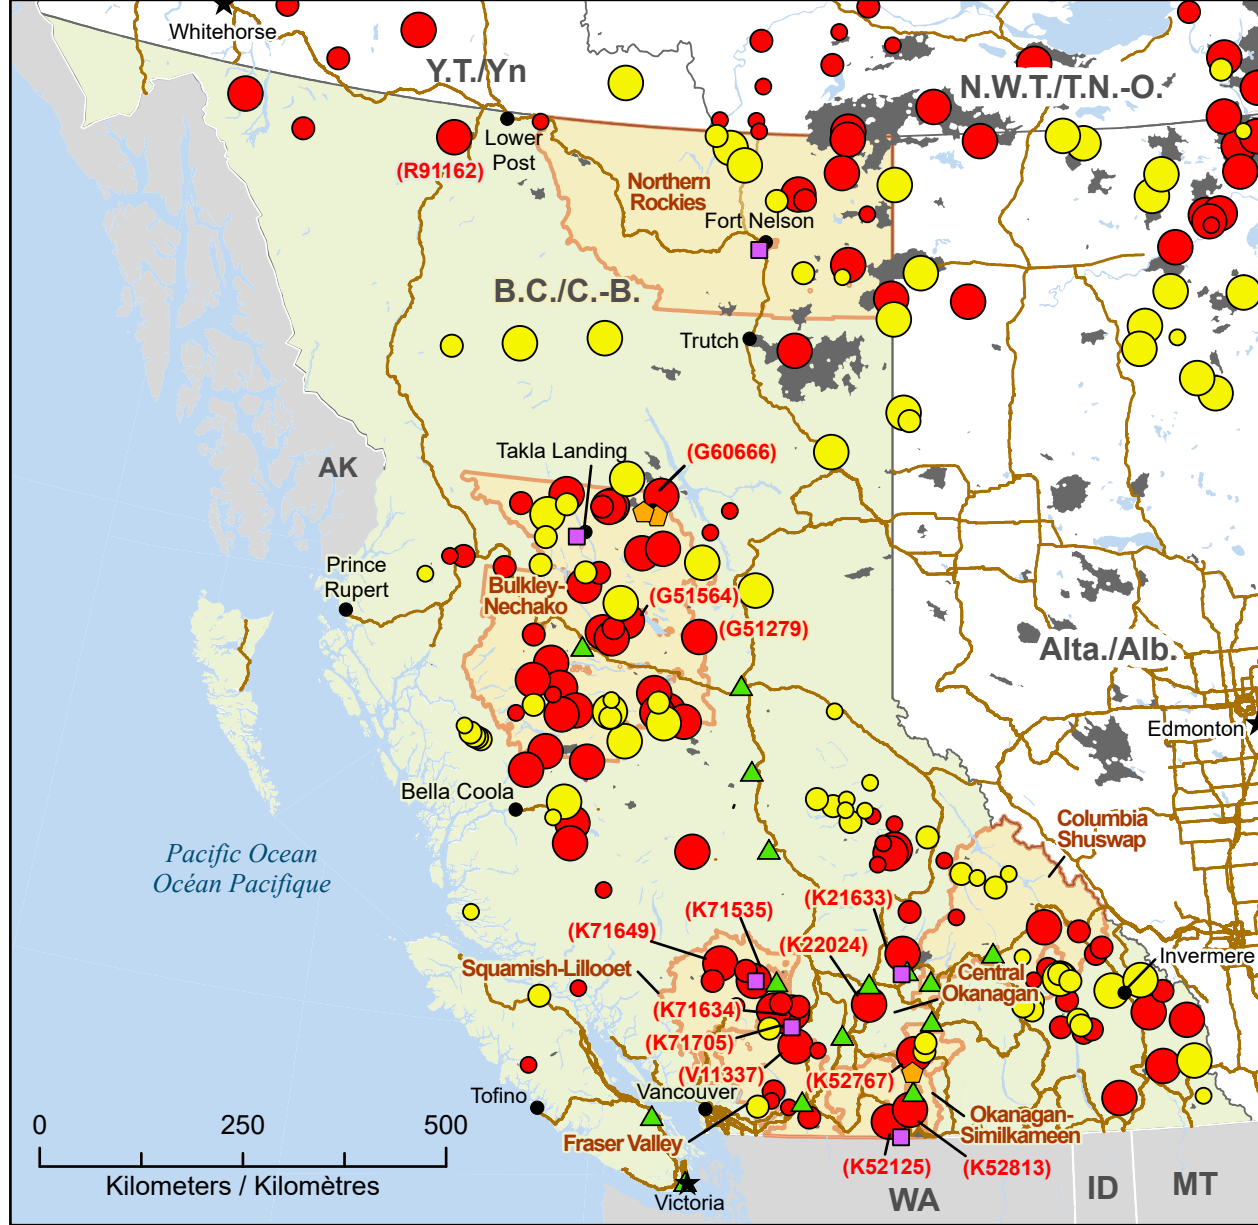 Whitehorse
Y.T./Yn
N.W.T./T.N.-O.
Lower
Post
(R91162)
Northern
Rockies
Fort Nelson
B.C./C.-B.
Trutch
AK
Takla Landing
(G60666)
Prince
Rupert
Bulkley-
Nechako
(G51564)
(G51279)
Alta./Alb.
Edmonton
Bella Coola
Columbia
Shuswap
Pacific Ocean
Océan Pacifique
(K21633)
(K71535)
(K71649)
(K22024)
Squamish-Lillooet
Central
Okanagan
Invermere
(K71634)
(K71705)
(V11337)
(K52767)
Tofino
Vancouver
Okanagan-
Similkameen
Fraser Valley
(K52125)
(K52813)
0 250 500
Kilometers / Kilomètres
Victoria
WA
ID
MT